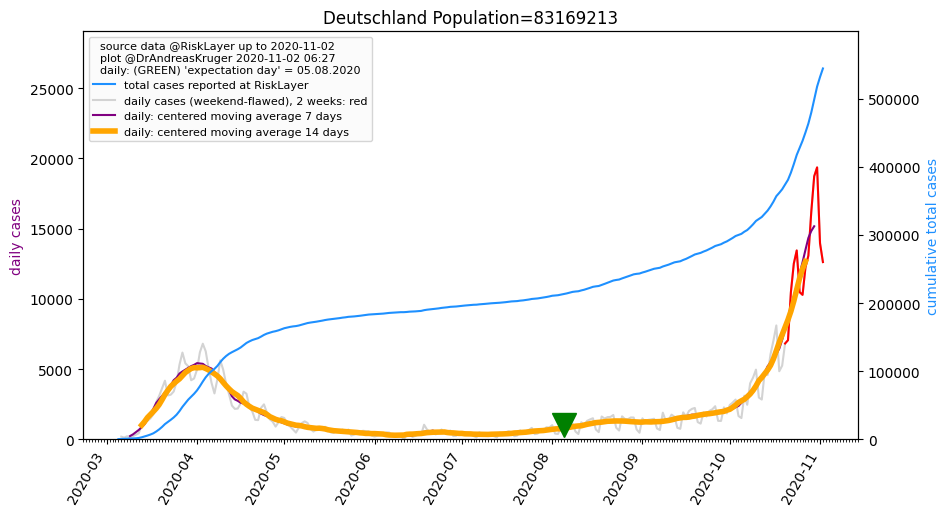 Deutschland Population=83169213
source data @RiskLayer up to 2020-11-02
plot @DrAndreasKruger 2020-11-02 06:27
daily: (GREEN) 'expectation day' = 05.08.2020
total cases reported at RiskLayer
daily cases (weekend-flawed), 2 weeks: red
daily: centered moving average 7 days
daily: centered moving average 14 days
daily cases
25000
20000
15000
10000
5000
0
cumulative total cases
500000
400000
300000
200000
100000
0
2020-03
2020-04
2020-05
2020-06
2020-07
2020-08
2020-09
2020-10
2020-11